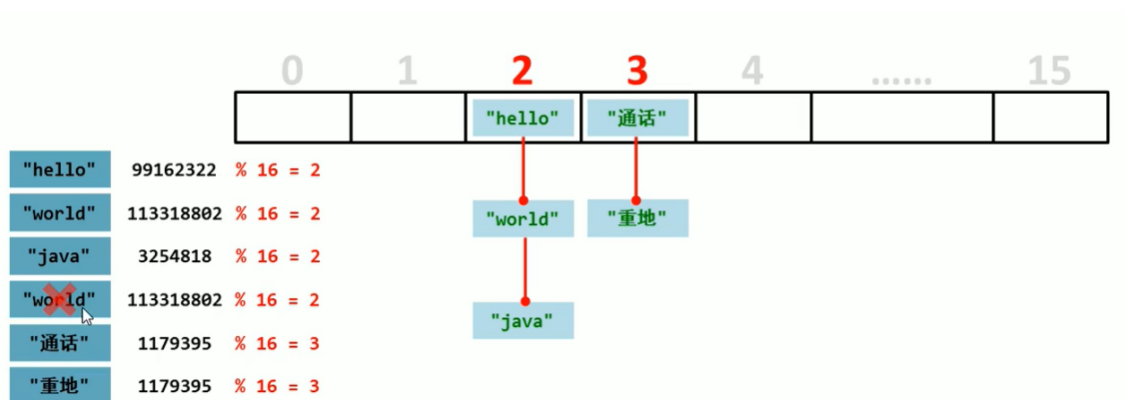 0 1 2 3 4 …… 15
"hello" "通话"
"hello" 99162322 % 16 = 2
"world" 113318802 % 16 = 2
"world" "重地"
"java" 3254818 % 16 = 2
"world" 113318802 % 16 = 2
"java"
"通话" 1179395 % 16 = 3
"重地" 1179395 % 16 = 3